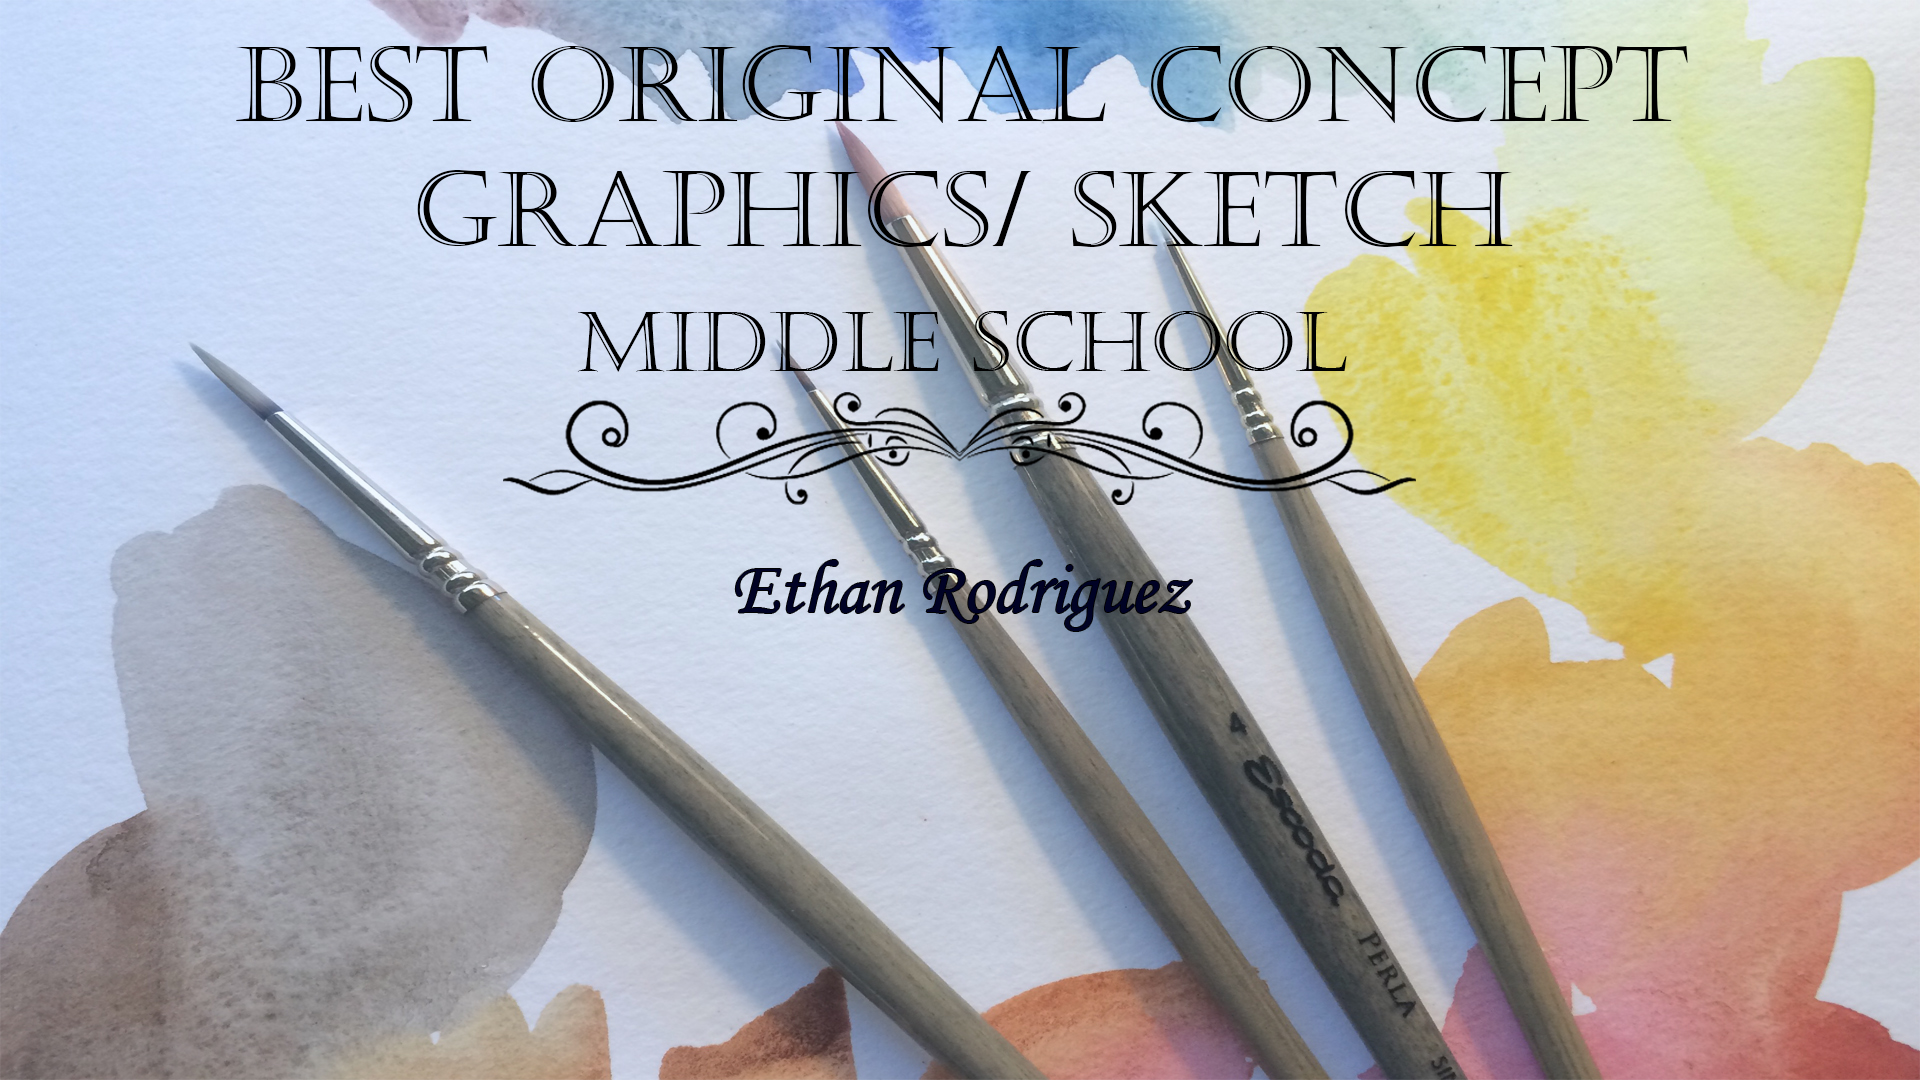 BEST ORIGINAL CONCEPT
GRAPHICS/ SKETCH
MIDDLE SCHOOL
Ethan Rodriguez
4 Escoda PERLA